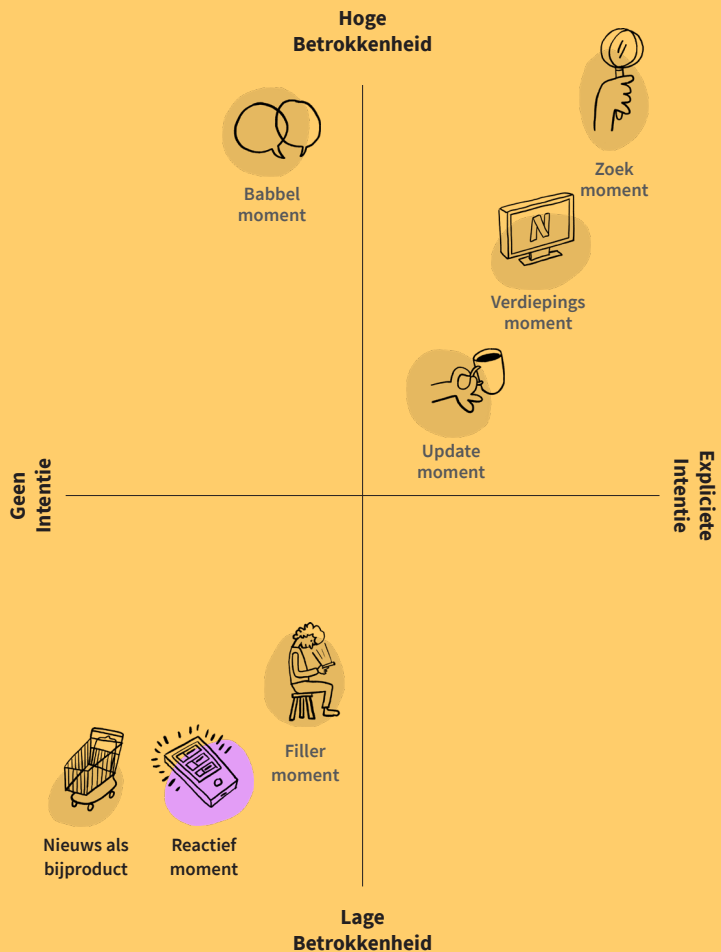 Hoge
Betrokkenheid
Zoek
moment
Babbel
moment
N
Verdiepings
moment
Update
moment
Geen
Intentie
Expliciete
Intentie
Filler
moment
Nieuws als
bijproduct
Reactief
moment
Lage
Betrokkenheid